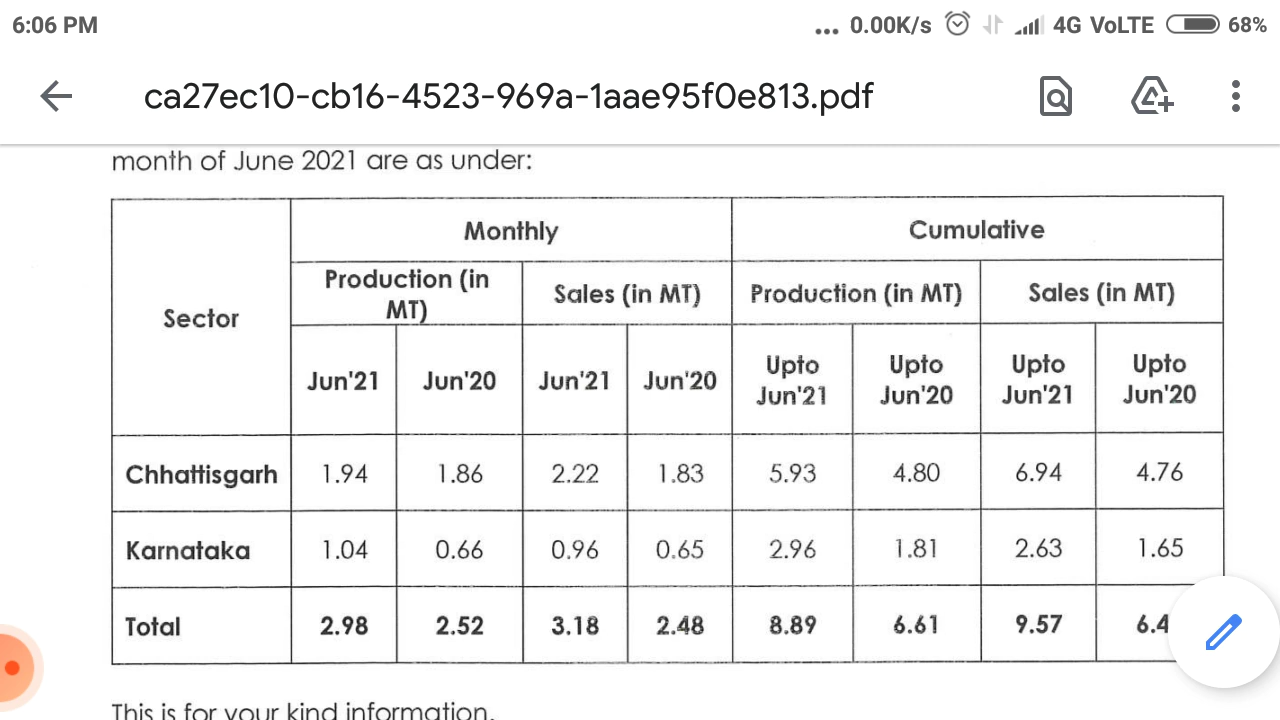 6:06 PM ... 0.00K/s 4G VoLTE 68%
ca27ec10-cb16-4523-969a-1aae95f0e813.pdf
month of June 2021 are as under:
Sector Monthly Cumulative
Production (in MT) Sales (in MT) Production (in MT) Sales (in MT)
Jun'21 Jun'20 Jun'21 Jun'20 Upto Jun'21 Upto Jun'20 Upto Jun'21 Upto Jun'20
Chhattisgarh 1.94 1.86 2.22 1.83 5.93 4.80 6.94 4.76
Karnataka 1.04 0.66 0.96 0.65 2.96 1.81 2.63 1.65
Total 2.98 2.52 3.18 2.48 8.89 6.61 9.57 6.4
This is for your kind information.